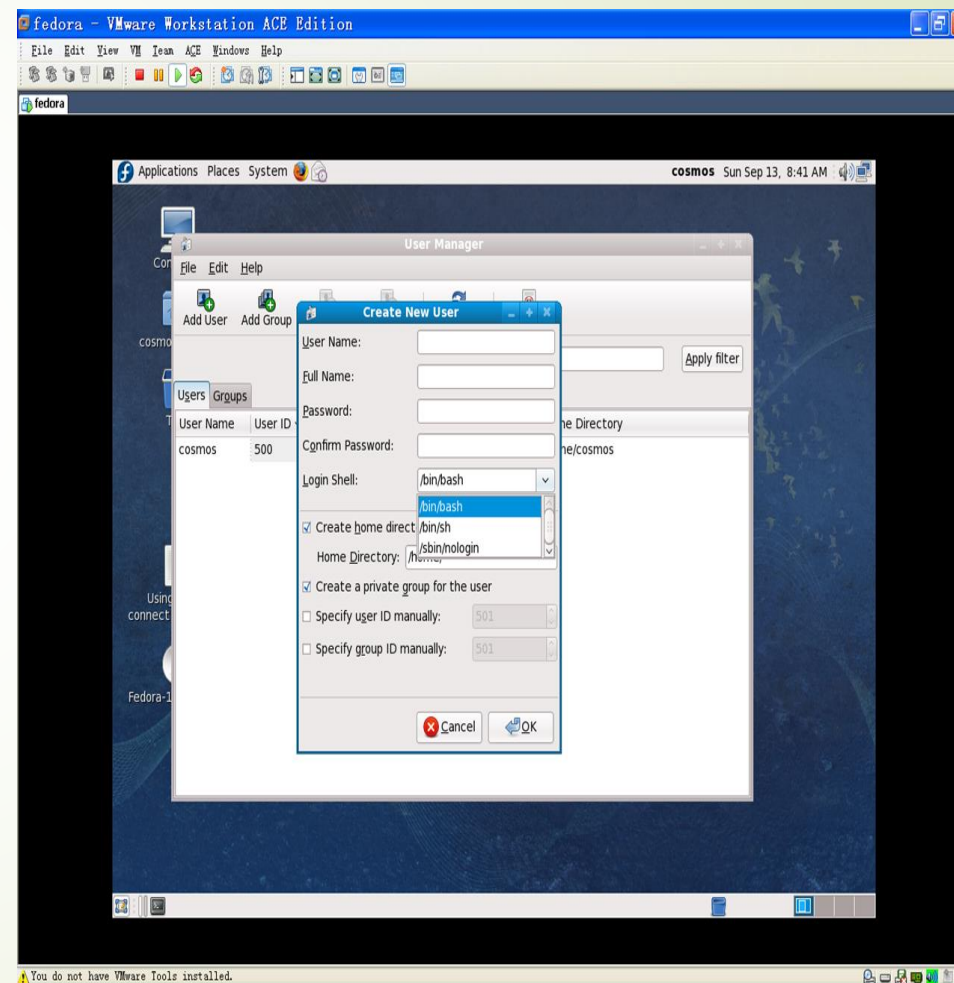 fedora - VMware Workstation ACE Edition
File Edit View VM Team ACE Windows Help
fedora
Applications Places System
cosmos Sun Sep 13, 8:41 AM
User Manager
File Edit Help
Add User Add Group
Create New User
User Name:
Full Name:
Password:
Confirm Password:
Login Shell: /bin/bash
/bin/bash
/bin/sh
/sbin/nologin
Create home direct
Home Directory:
Create a private group for the user
Specify user ID manually: 501
Specify group ID manually: 501
Cancel OK
Apply filter
Users Groups
User Name User ID
cosmos 500
Directory
Using
connect
You do not have VMware Tools installed.